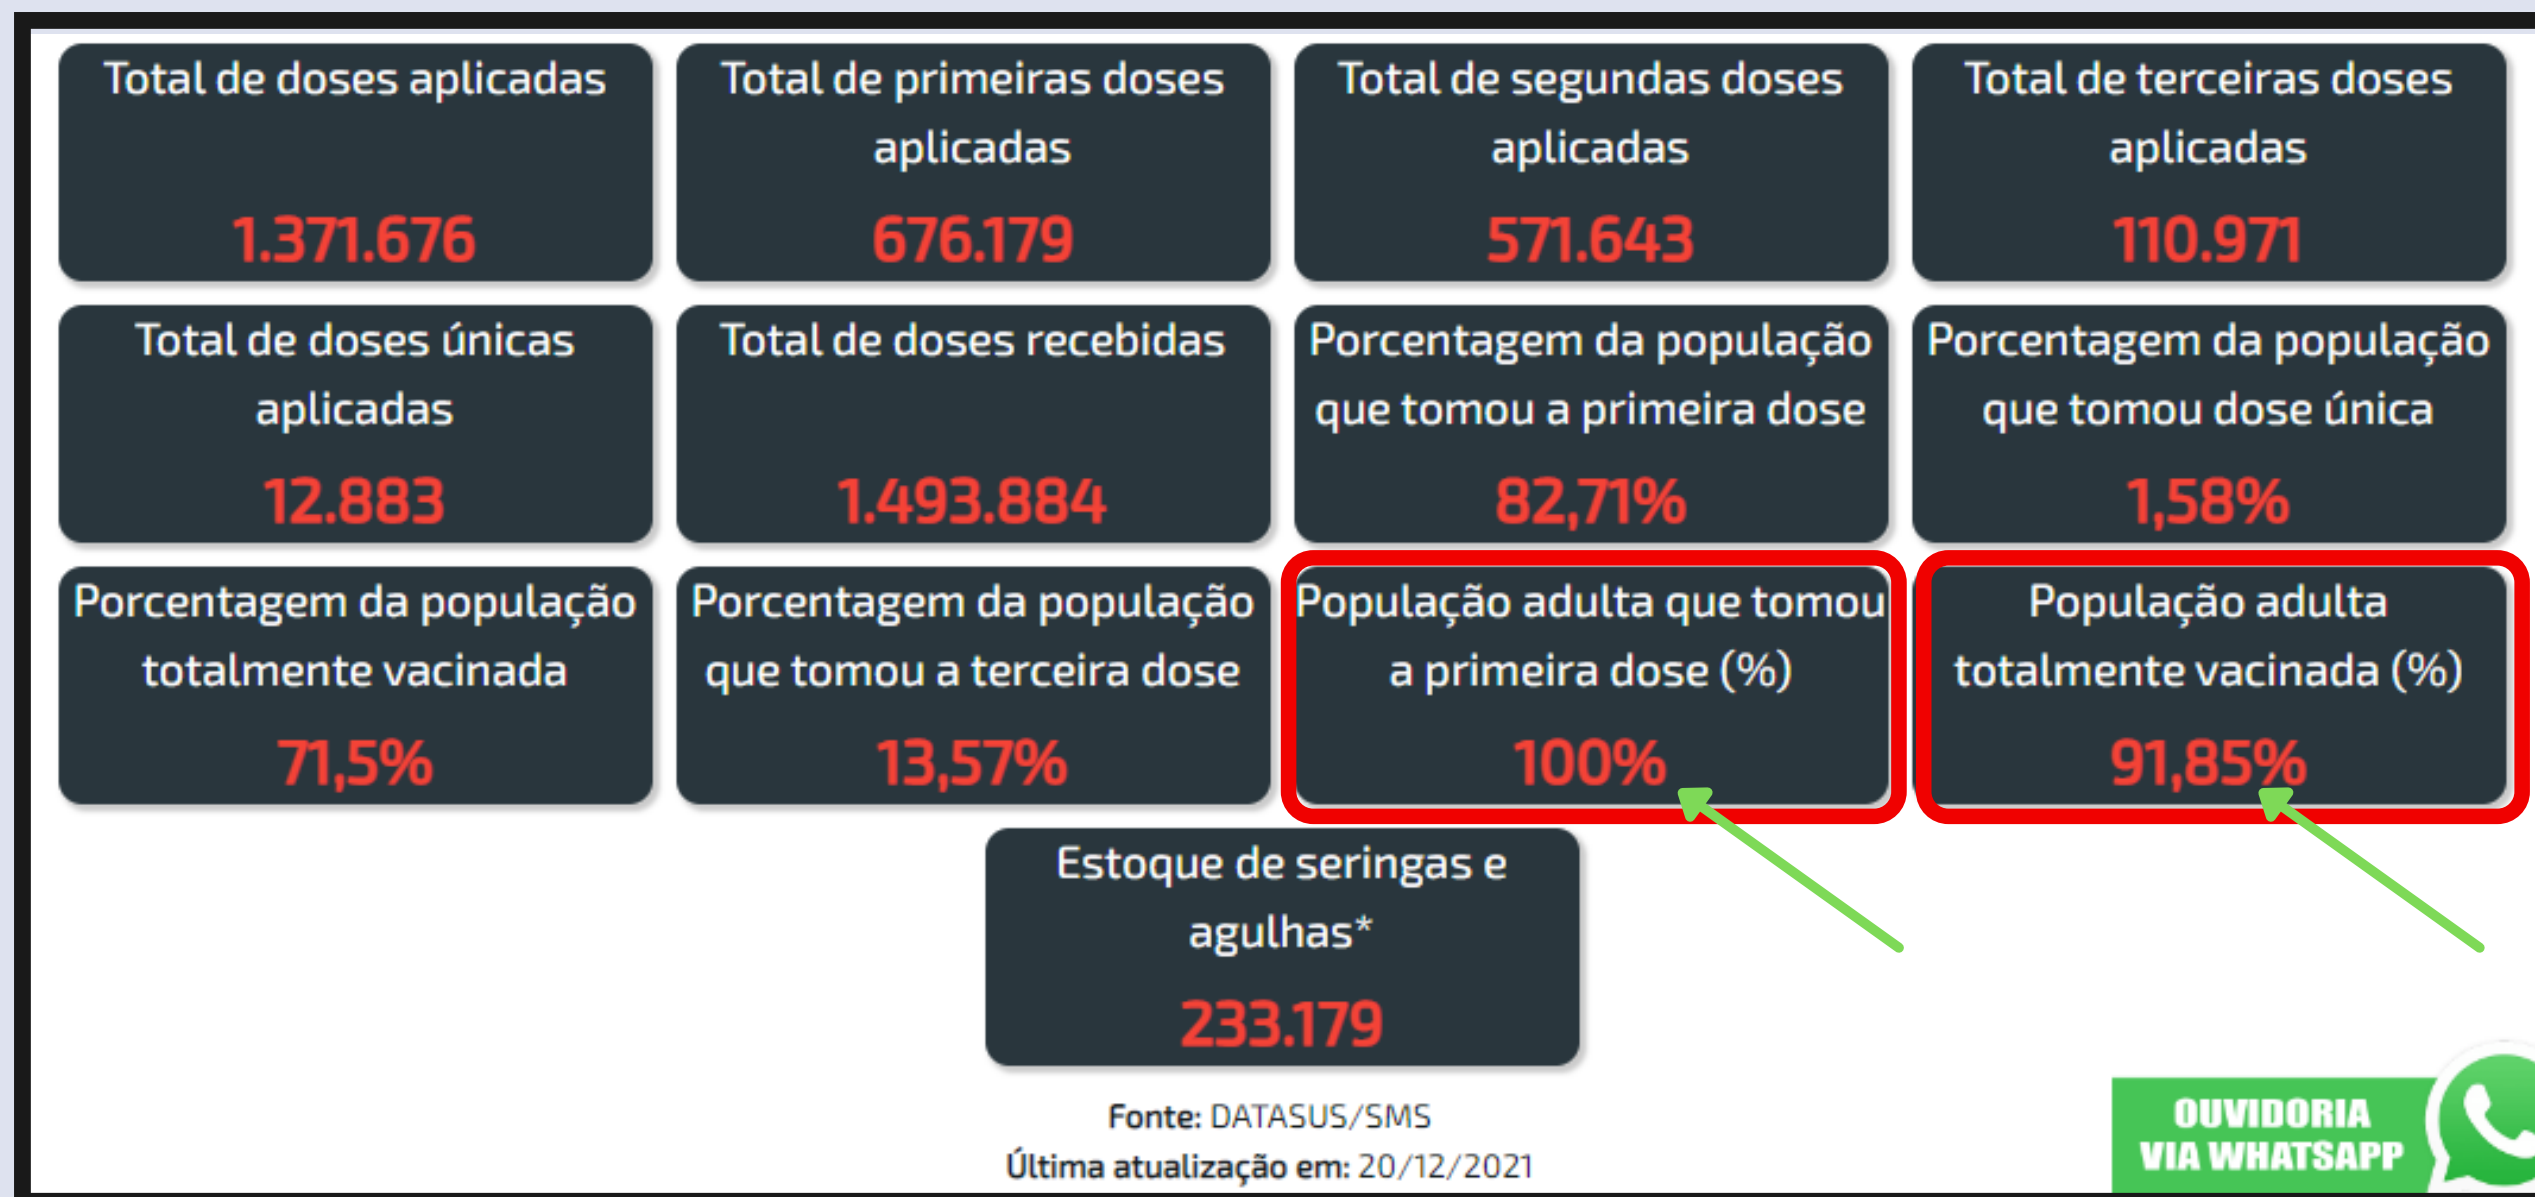 Total de doses aplicadas
1.371.676
Total de primeiras doses
aplicadas
676.179
Total de segundas doses
aplicadas
571.643
Total de terceiras doses
aplicadas
110.971
Total de doses únicas
aplicadas
12.883
Total de doses recebidas
1.493.884
Porcentagem da população
que tomou a primeira dose
82,71%
Porcentagem da população
que tomou dose única
1,58%
Porcentagem da população
totalmente vacinada
71,5%
Porcentagem da população
que tomou a terceira dose
13,57%
População adulta que tomou
a primeira dose (%)
100%
População adulta
totalmente vacinada (%)
91,85%
Estoque de seringas e
agulhas*
233.179
Fonte: DATASUS/SMS
Última atualização em: 20/12/2021
OUVIDORIA
VIA WHATSAPP